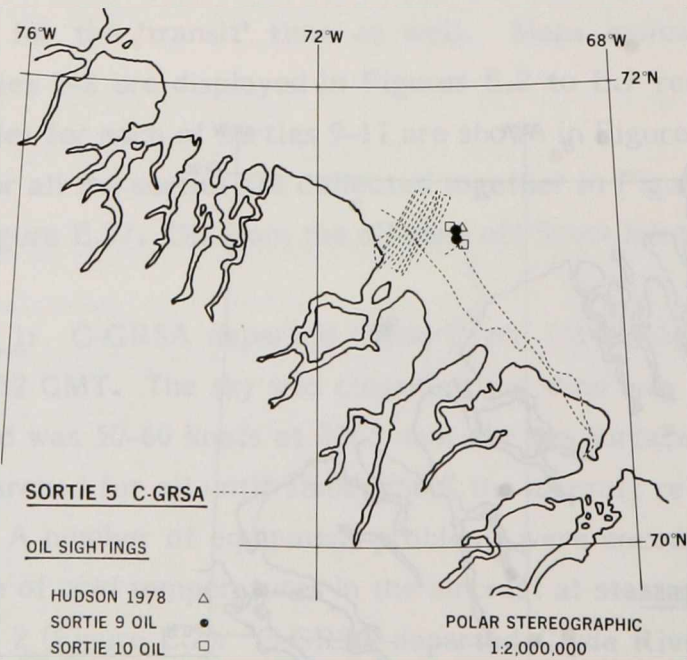 76°W
72°W
68°W
72°N
SORTIE 5 C-GRSA
OIL SIGHTINGS
HUDSON 1978 △
SORTIE 9 OIL ●
SORTIE 10 OIL □
70°N
POLAR STEREOGRAPHIC
1:2,000,000